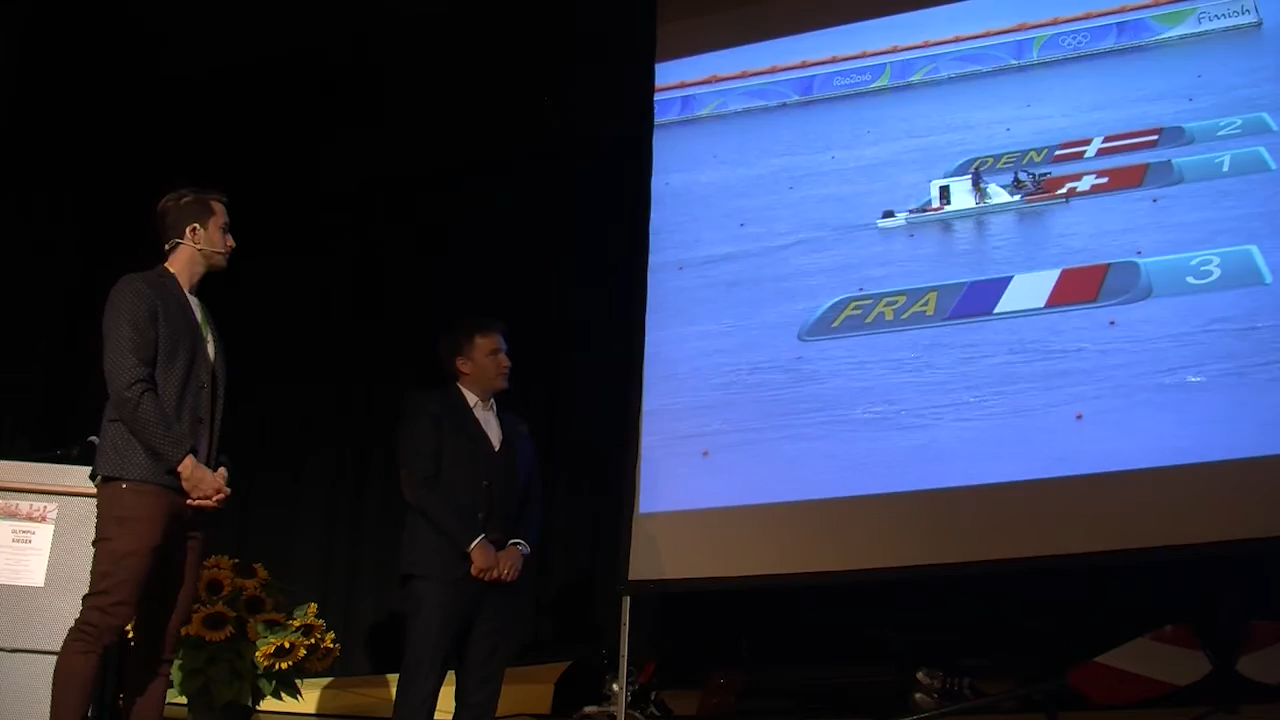 Finish
Rio2016
DEN 2
1
FRA 3
OLYMPIA
SIEGER